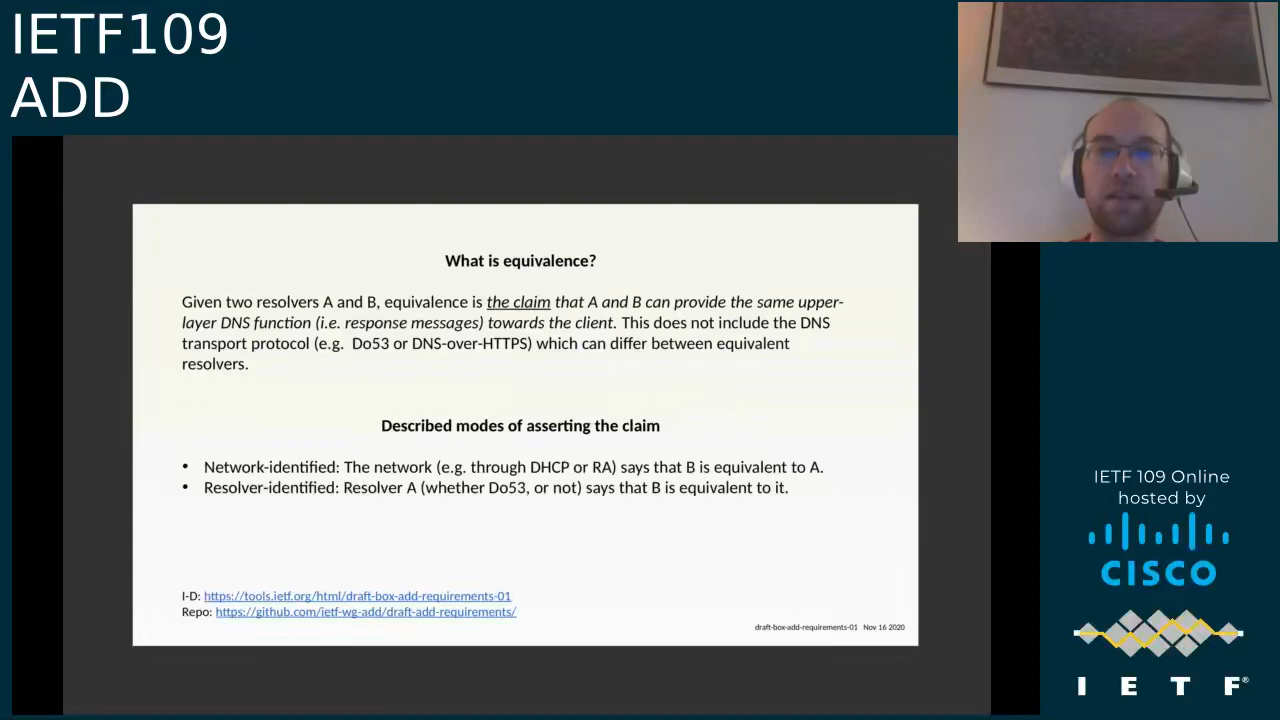 IETF109
ADD
What is equivalence?
Given two resolvers A and B, equivalence is the claim that A and B can provide the same upper-
layer DNS function (i.e. response messages) towards the client. This does not include the DNS
transport protocol (e.g.  Do53 or DNS-over-HTTPS) which can differ between equivalent
resolvers.
Described modes of asserting the claim
• Network-identified: The network (e.g. through DHCP or RA) says that B is equivalent to A.
• Resolver-identified: Resolver A (whether Do53, or not) says that B is equivalent to it.
I-D: https://tools.ietf.org/html/draft-box-add-requirements-01
Repo: https://github.com/ietf-wg-add/draft-add-requirements/
draft-box-add-requirements-01   Nov 16 2020
IETF 109 Online
hosted by
CISCO
IETF®